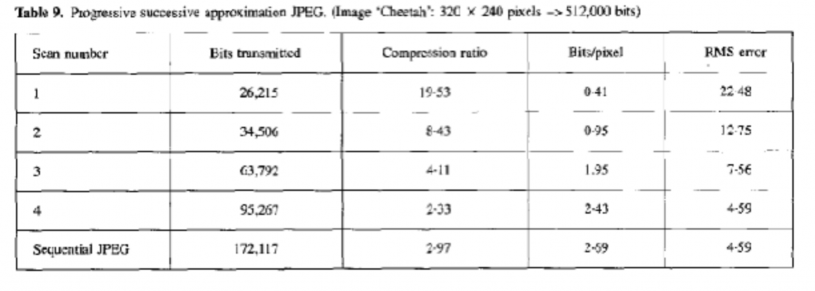 Table 9. Progressive successive approximation JPEG. (Image 'Cheetah': 320 × 240 pixels –> 512,000 bits)
Scan number Bits transmitted Compression ratio Bits/pixel RMS error
1 26,215 19·53 0·41 22·48
2 34,506 8·43 0·95 12·75
3 63,792 4·11 1.95 7·56
4 95,267 2·33 2·43 4·59
Sequential JPEG 172,117 2·97 2·69 4·59